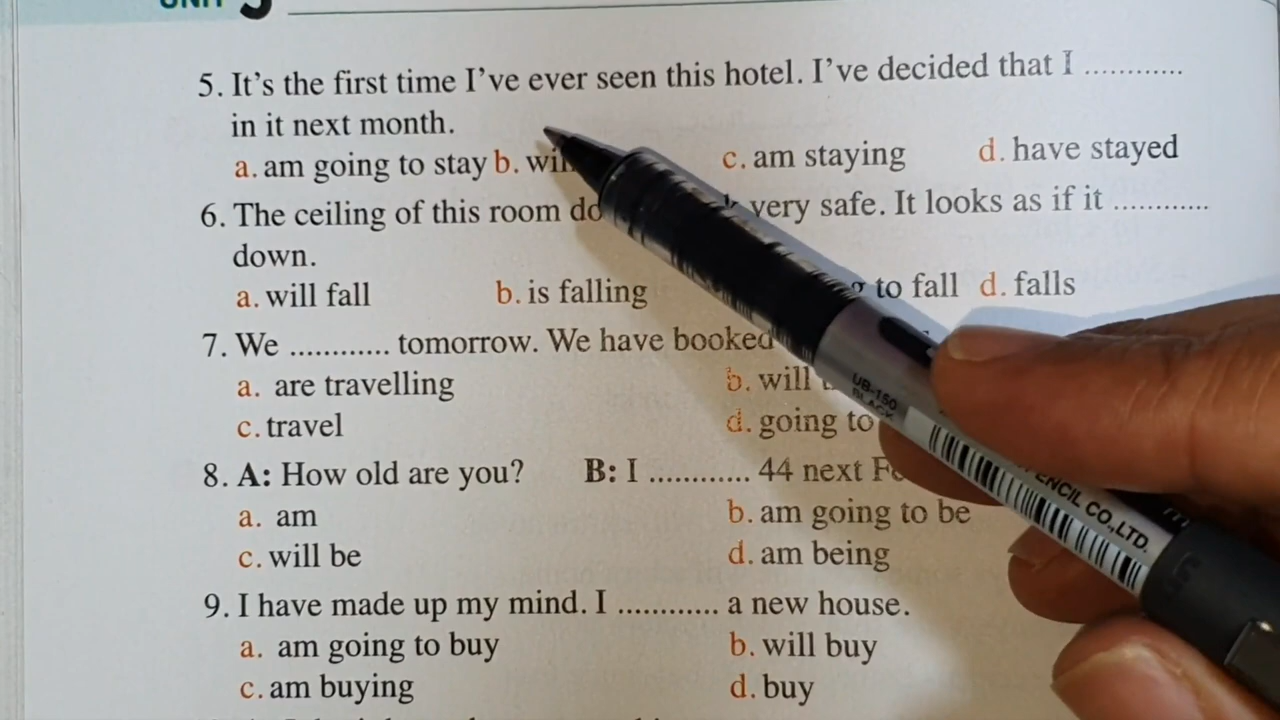 UNIT 5
5. It's the first time I've ever seen this hotel. I've decided that I ............
in it next month.
a. am going to stay b. c. am staying d. have stayed
6. The ceiling of this room very safe. It looks as if it ............
down.
a. will fall b. is falling to fall d. falls
7. We ............ tomorrow. We have booked
a. are travelling b. will
c. travel d. going to
8. A: How old are you? B: I ............ 44 next
a. am b. am going to be
c. will be d. am being
9. I have made up my mind. I ............ a new house.
a. am going to buy b. will buy
c. am buying d. buy
UB-150
BLACK
PENCIL CO.,LTD.